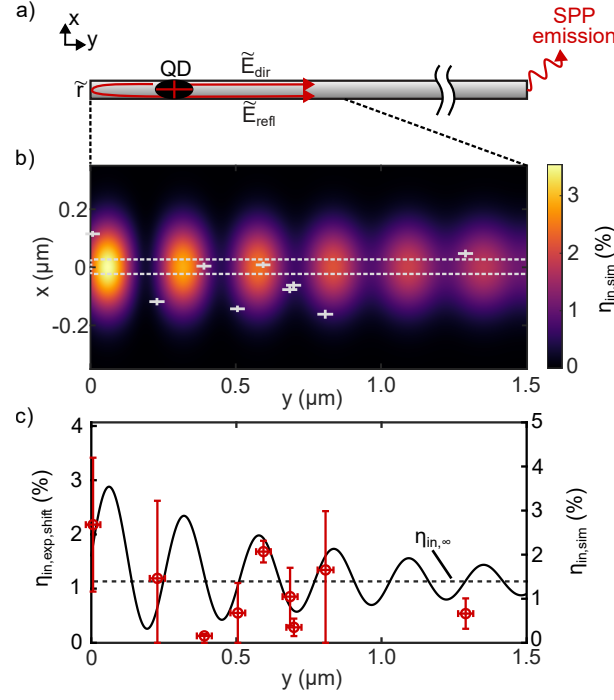 a)
x
y
SPP
emission
QD
Ẽdir
r̃
Ẽrefl
b)
0.2
0
-0.2
x (µm)
0
0.5
1.0
1.5
y (µm)
3
2
1
0
ηin,sim (%)
c)
4
3
2
1
0
ηin,exp,shift (%)
5
4
3
2
1
0
ηin,sim (%)
ηin,∞
0
0.5
1.0
1.5
y (µm)